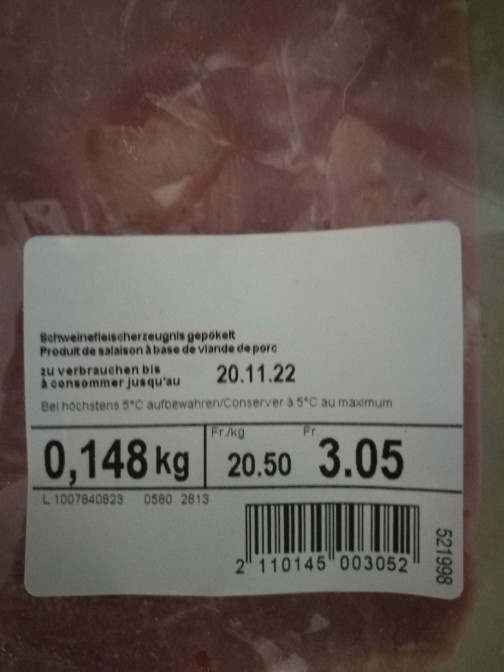 Schweinefleischerzeugnis gepökelt
Produit de salaison à base de viande de porc
zu verbrauchen bis
à consommer jusqu'au 20.11.22
Bei höchstens 5°C aufbewahren/Conserver à 5°C au maximum
Fr./kg Fr
0,148 kg 20.50 3.05
L 1007840823 0580 2813
2 110145 003052
521998